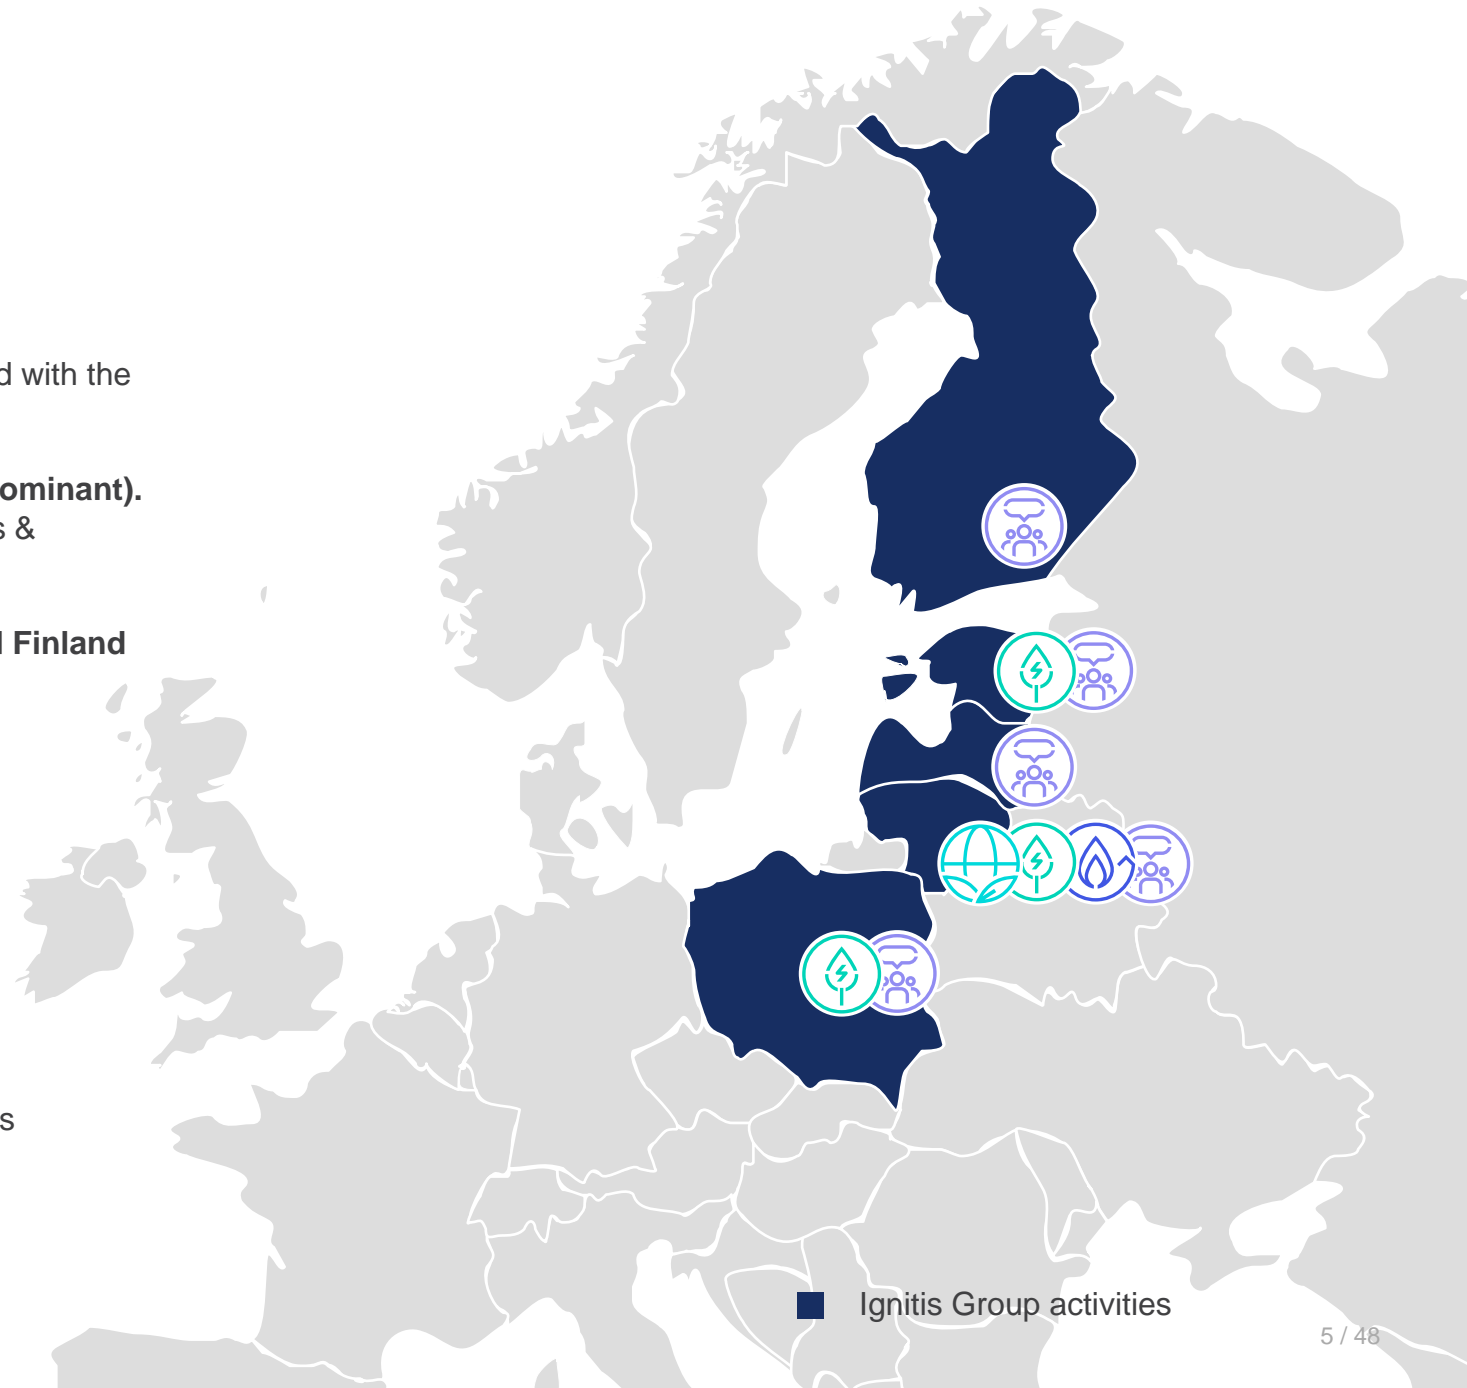 d with the
ominant).
s &
l Finland
s
Ignitis Group activities
5 / 48